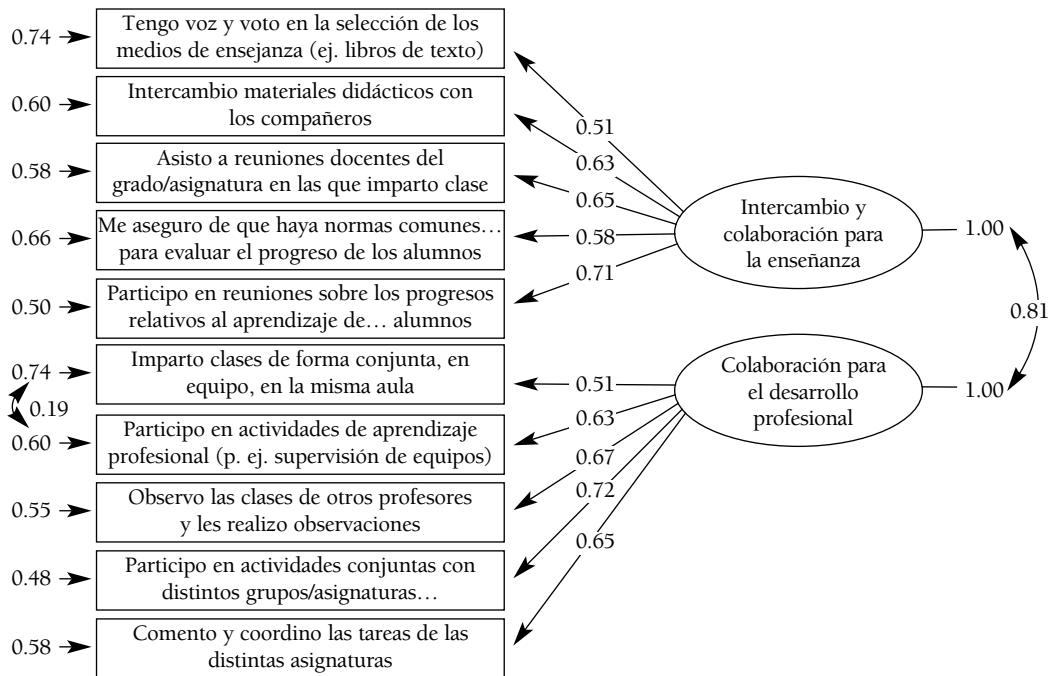 0.74
Tengo voz y voto en la selección de los
medios de ensejanza (ej. libros de texto)
0.60
Intercambio materiales didácticos con
los compañeros
0.58
Asisto a reuniones docentes del
grado/asignatura en las que imparto clase
0.66
Me aseguro de que haya normas comunes…
para evaluar el progreso de los alumnos
0.50
Participo en reuniones sobre los progresos
relativos al aprendizaje de… alumnos
0.51
0.63
0.65
0.58
0.71
Intercambio y
colaboración para
la enseñanza
1.00
0.81
0.74
Imparto clases de forma conjunta, en
equipo, en la misma aula
0.19
0.60
Participo en actividades de aprendizaje
profesional (p. ej. supervisión de equipos)
0.55
Observo las clases de otros profesores
y les realizo observaciones
0.48
Participo en actividades conjuntas con
distintos grupos/asignaturas…
0.58
Comento y coordino las tareas de las
distintas asignaturas
0.51
0.63
0.67
0.72
0.65
Colaboración para
el desarrollo
profesional
1.00